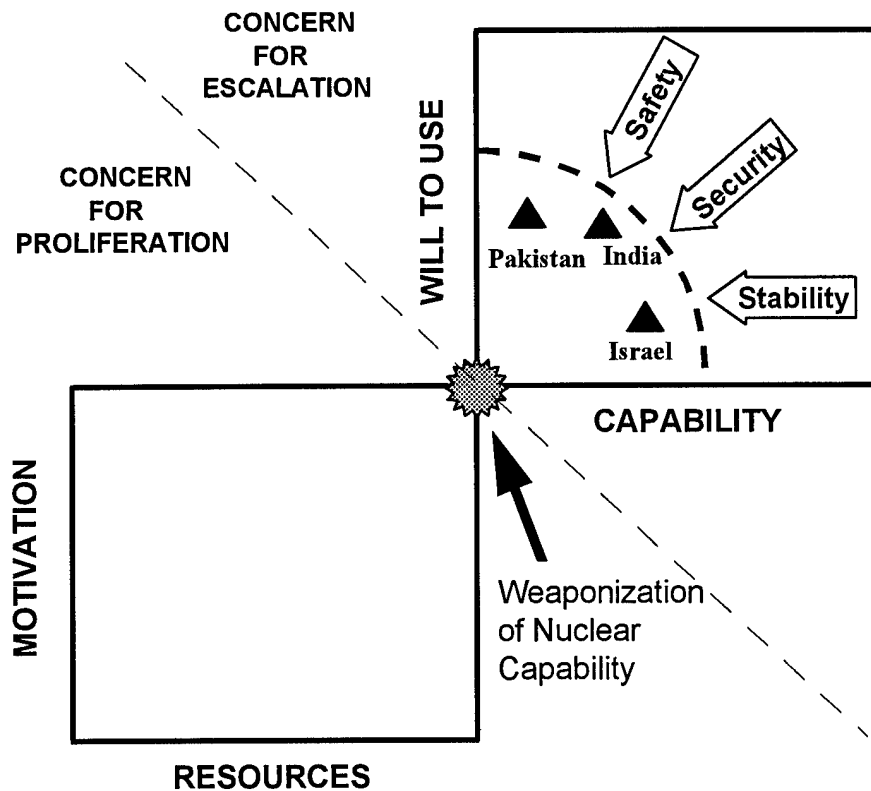 CONCERN
FOR
ESCALATION
CONCERN
FOR
PROLIFERATION
WILL TO USE
Safety
Security
Stability
Pakistan
India
Israel
CAPABILITY
MOTIVATION
Weaponization
of Nuclear
Capability
RESOURCES